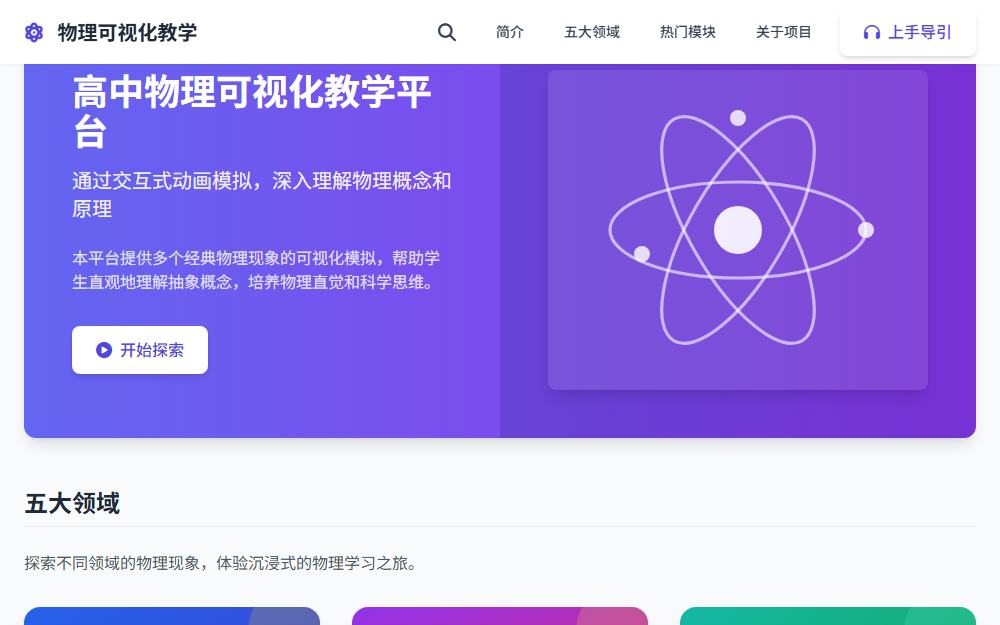 物理可视化教学
简介
五大领域
热门模块
关于项目
上手导引
高中物理可视化教学平
台
通过交互式动画模拟，深入理解物理概念和
原理
本平台提供多个经典物理现象的可视化模拟，帮助学
生直观地理解抽象概念，培养物理直觉和科学思维。
开始探索
五大领域
探索不同领域的物理现象，体验沉浸式的物理学习之旅。